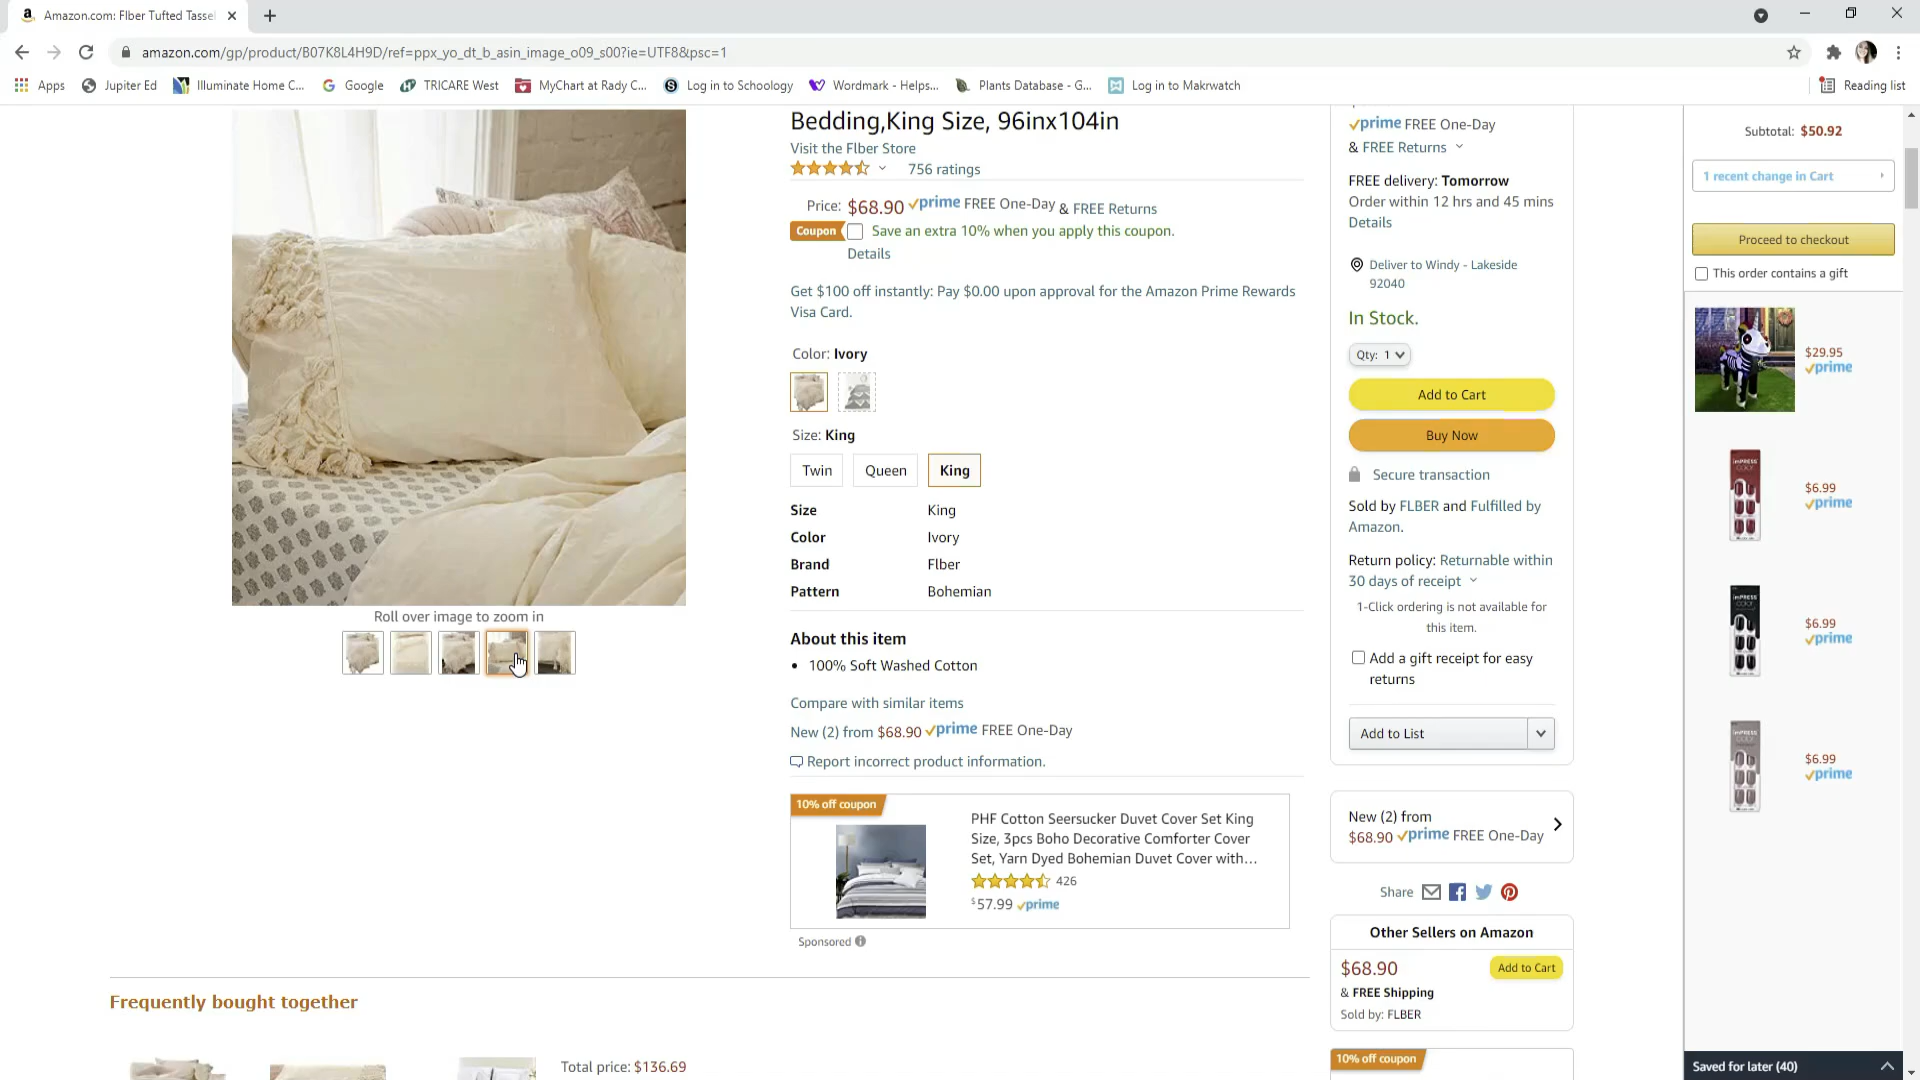 Amazon.com: Flber Tufted Tassel
amazon.com/gp/product/B07K8L4H9D/ref=ppx_yo_dt_b_asin_image_o09_s00?ie=UTF8&psc=1
Apps
Jupiter Ed
Illuminate Home C...
Google
TRICARE West
MyChart at Rady C...
Log in to Schoology
Wordmark - Helps...
Plants Database - G...
Log in to Makrwatch
Reading list
Roll over image to zoom in
Bedding,King Size, 96inx104in
Visit the Flber Store
756 ratings
Price: $68.90 prime FREE One-Day & FREE Returns
Coupon Save an extra 10% when you apply this coupon.
Details
Get $100 off instantly: Pay $0.00 upon approval for the Amazon Prime Rewards
Visa Card.
Color: Ivory
Size: King
Twin Queen King
Size King
Color Ivory
Brand Flber
Pattern Bohemian
About this item
• 100% Soft Washed Cotton
Compare with similar items
New (2) from $68.90 prime FREE One-Day
Report incorrect product information.
10% off coupon
PHF Cotton Seersucker Duvet Cover Set King
Size, 3pcs Boho Decorative Comforter Cover
Set, Yarn Dyed Bohemian Duvet Cover with...
426
$57.99 prime
Sponsored
Frequently bought together
Total price: $136.69
prime FREE One-Day
& FREE Returns
FREE delivery: Tomorrow
Order within 12 hrs and 45 mins
Details
Deliver to Windy - Lakeside
92040
In Stock.
Qty: 1
Add to Cart
Buy Now
Secure transaction
Sold by FLBER and Fulfilled by
Amazon.
Return policy: Returnable within
30 days of receipt
1-Click ordering is not available for
this item.
Add a gift receipt for easy
returns
Add to List
New (2) from
$68.90 prime FREE One-Day
Share
Other Sellers on Amazon
$68.90
Add to Cart
& FREE Shipping
Sold by: FLBER
10% off coupon
Subtotal: $50.92
1 recent change in Cart
Proceed to checkout
This order contains a gift
$29.95
prime
imPRESS
COLOR
$6.99
prime
imPRESS
COLOR
$6.99
prime
imPRESS
COLOR
$6.99
prime
Saved for later (40)